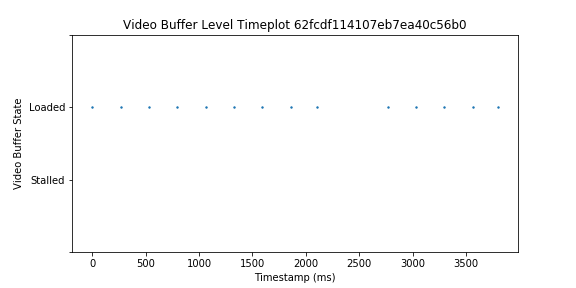 Video Buffer Level Timeplot 62fcdf114107eb7ea40c56b0
Video Buffer State
Loaded
Stalled
0 500 1000 1500 2000 2500 3000 3500
Timestamp (ms)